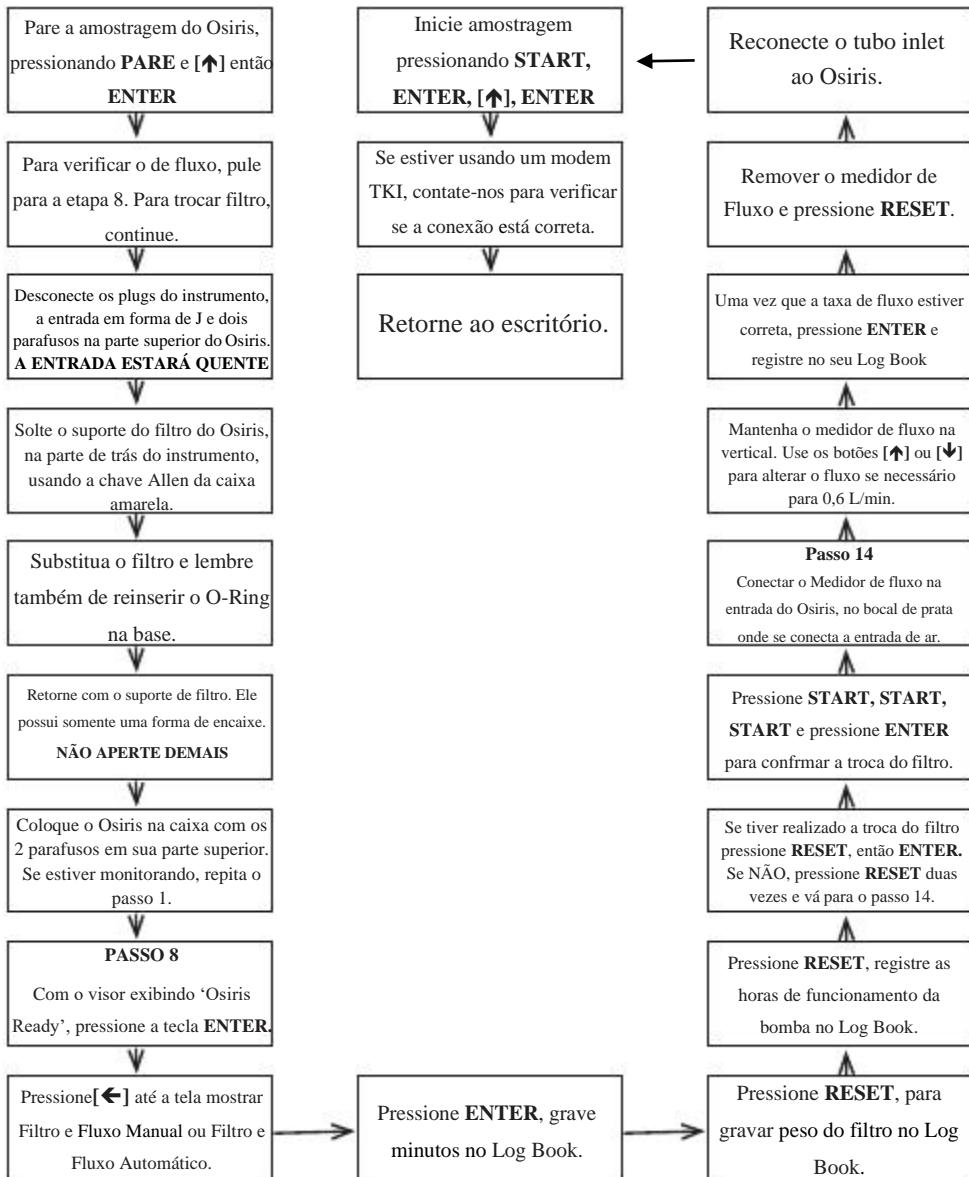 Pare a amostragem do Osiris,
pressionando PARE e [↑] então
ENTER
Para verificar o de fluxo, pule
para a etapa 8. Para trocar filtro,
continue.
Desconecte os plugs do instrumento,
a entrada em forma de J e dois
parafusos na parte superior do Osiris.
A ENTRADA ESTARÁ QUENTE
Solte o suporte do filtro do Osiris,
na parte de trás do instrumento,
usando a chave Allen da caixa
amarela.
Substitua o filtro e lembre
também de reinserir o O-Ring
na base.
Retorne com o suporte de filtro. Ele
possui somente uma forma de encaixe.
NÃO APERTE DEMAIS
Coloque o Osiris na caixa com os
2 parafusos em sua parte superior.
Se estiver monitorando, repita o
passo 1.
PASSO 8
Com o visor exibindo ‘Osiris
Ready’, pressione a tecla ENTER.
Pressione[←] até a tela mostrar
Filtro e Fluxo Manual ou Filtro e
Fluxo Automático.
Pressione ENTER, grave
minutos no Log Book.
Pressione RESET, para
gravar peso do filtro no Log
Book.
Pressione RESET, registre as
horas de funcionamento da
bomba no Log Book.
Se tiver realizado a troca do filtro
pressione RESET, então ENTER.
Se NÃO, pressione RESET duas
vezes e vá para o passo 14.
Pressione START, START,
START e pressione ENTER
para confrmar a troca do filtro.
Passo 14
Conectar o Medidor de fluxo na
entrada do Osiris, no bocal de prata
onde se conecta a entrada de ar.
Mantenha o medidor de fluxo na
vertical. Use os botões [↑] ou [↓]
para alterar o fluxo se necessário
para 0,6 L/min.
Uma vez que a taxa de fluxo estiver
correta, pressione ENTER e
registre no seu Log Book
Remover o medidor de
Fluxo e pressione RESET.
Reconecte o tubo inlet
ao Osiris.
Inicie amostragem
pressionando START,
ENTER, [↑], ENTER
Se estiver usando um modem
TKI, contate-nos para verificar
se a conexão está correta.
Retorne ao escritório.